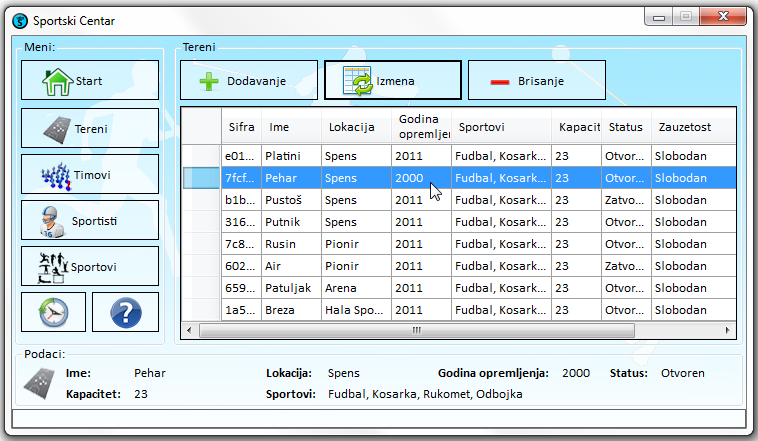 Sportski Centar
Meni:
Start
Tereni
Timovi
Sportisti
Sportovi
Tereni
Dodavanje
Izmena
Brisanje
Sifra Ime Lokacija Godina opremljer Sportovi Kapacit Status Zauzetost
e01... Platini Spens 2011 Fudbal, Kosark... 23 Otvor... Slobodan
7fcf... Pehar Spens 2000 Fudbal, Kosark... 23 Otvor... Slobodan
b1b... Pustoš Spens 2011 Fudbal, Kosark... 23 Zatvo... Slobodan
316... Putnik Spens 2011 Fudbal, Kosark... 23 Otvor... Slobodan
7c8... Rusin Pionir 2011 Fudbal, Kosark... 23 Otvor... Slobodan
602... Air Pionir 2011 Fudbal, Kosark... 23 Zatvo... Slobodan
659... Patuljak Arena 2011 Fudbal, Kosark... 23 Otvor... Slobodan
1a5... Breza Hala Spo... 2011 Fudbal, Kosark... 23 Otvor... Slobodan
Podaci:
Ime: Pehar Lokacija: Spens Godina opremljenja: 2000 Status: Otvoren
Kapacitet: 23 Sportovi: Fudbal, Kosarka, Rukomet, Odbojka